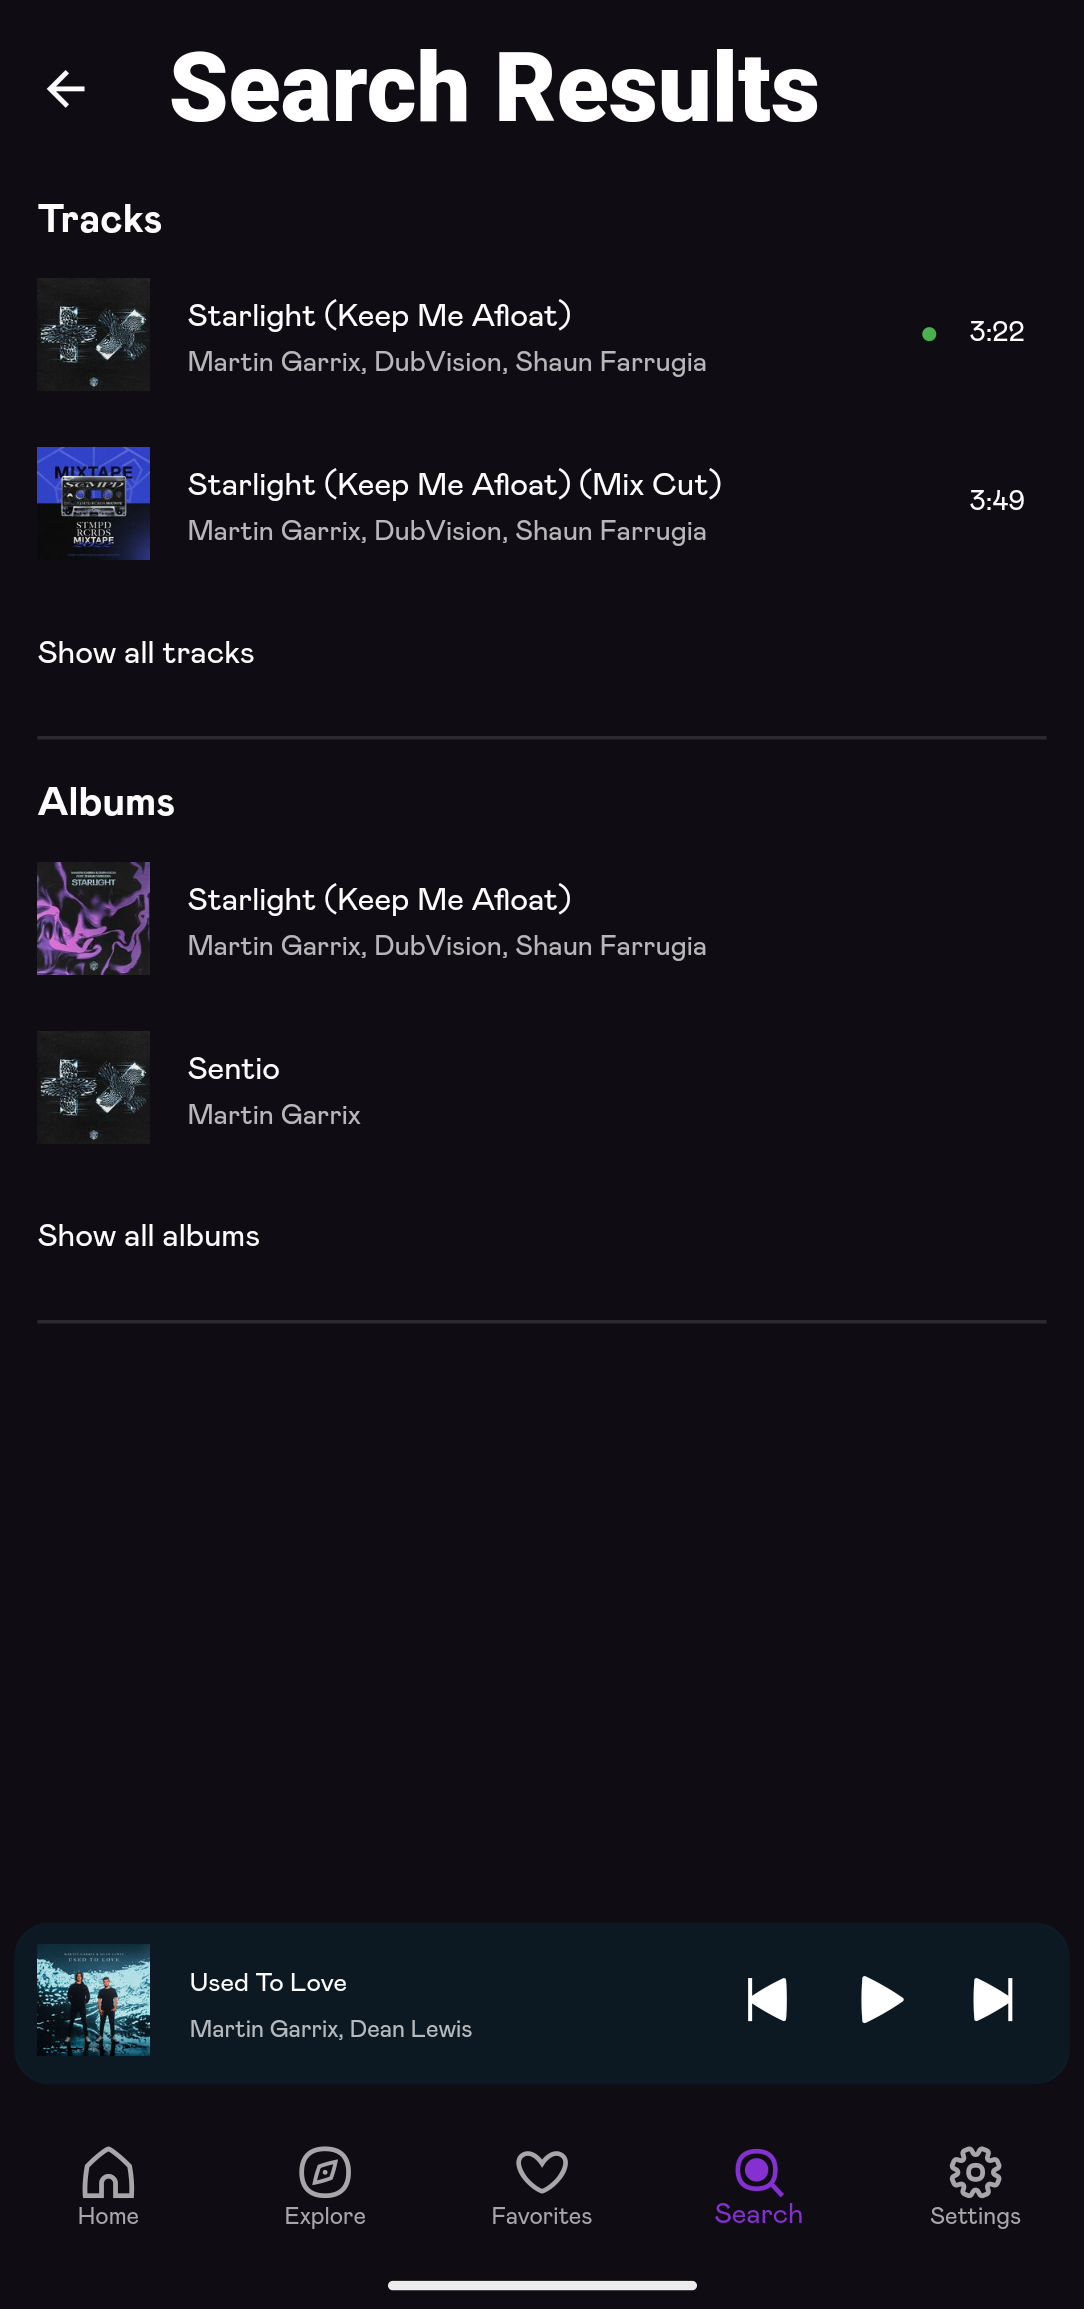 Search Results
Tracks
Starlight (Keep Me Afloat)
Martin Garrix, DubVision, Shaun Farrugia
3:22
MIXTAPE
STMPD
RCRDS
MIXTAPE
Starlight (Keep Me Afloat) (Mix Cut)
Martin Garrix, DubVision, Shaun Farrugia
3:49
Show all tracks
Albums
STARLIGHT
Starlight (Keep Me Afloat)
Martin Garrix, DubVision, Shaun Farrugia
Sentio
Martin Garrix
Show all albums
USED TO LOVE
Used To Love
Martin Garrix, Dean Lewis
Home
Explore
Favorites
Search
Settings